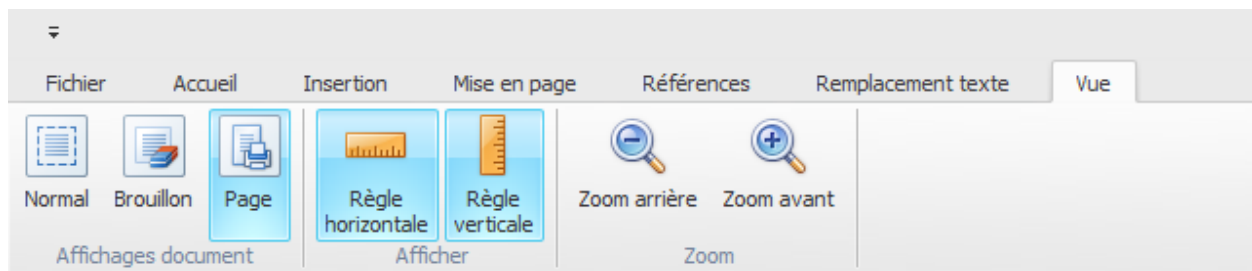 Fichier Accueil Insertion Mise en page Références Remplacement texte Vue
Normal Brouillon Page Règle horizontale Règle verticale Zoom arrière Zoom avant
Affichages document Afficher Zoom